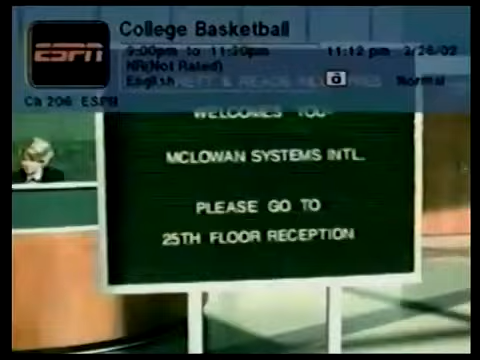 ESPN
College Basketball
9:00pm to 11:30pm 11:12 pm 3/26/02
NR(Not Rated)
English Normal
Ch 206 ESPN
WELCOMES YOU
MCLOWAN SYSTEMS INTL.
PLEASE GO TO
25TH FLOOR RECEPTION